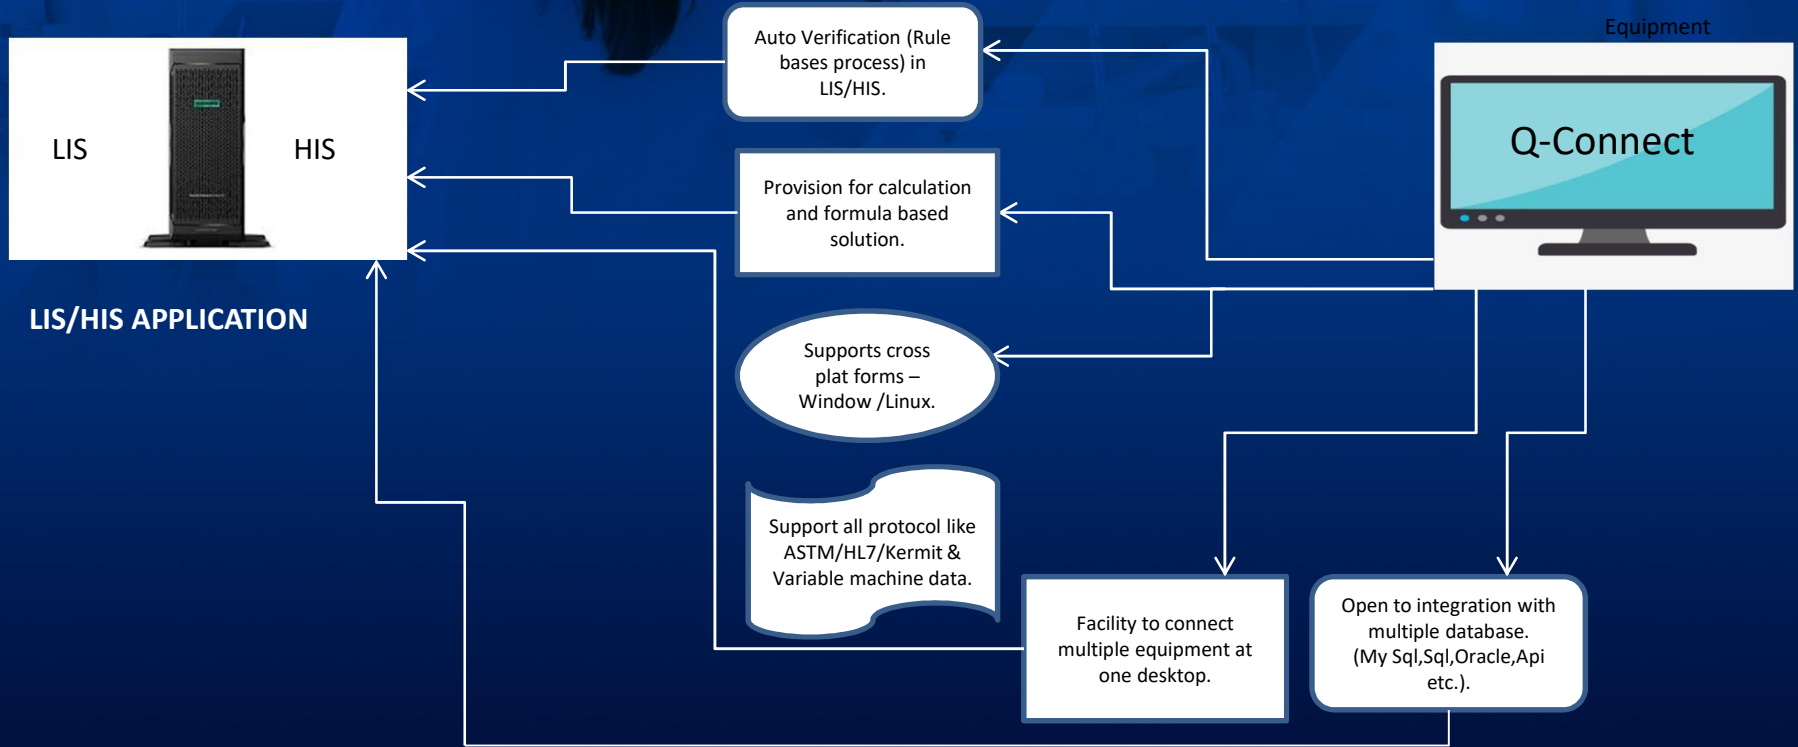 Equipment
Auto Verification (Rule
bases process) in
LIS/HIS.
Q-Connect
LIS
HIS
Provision for calculation
and formula based
solution.
LIS/HIS APPLICATION
Supports cross
plat forms –
Window /Linux.
Support all protocol like
ASTM/HL7/Kermit &
Variable machine data.
Facility to connect
multiple equipment at
one desktop.
Open to integration with
multiple database.
(My Sql,Sql,Oracle,Api
etc.).